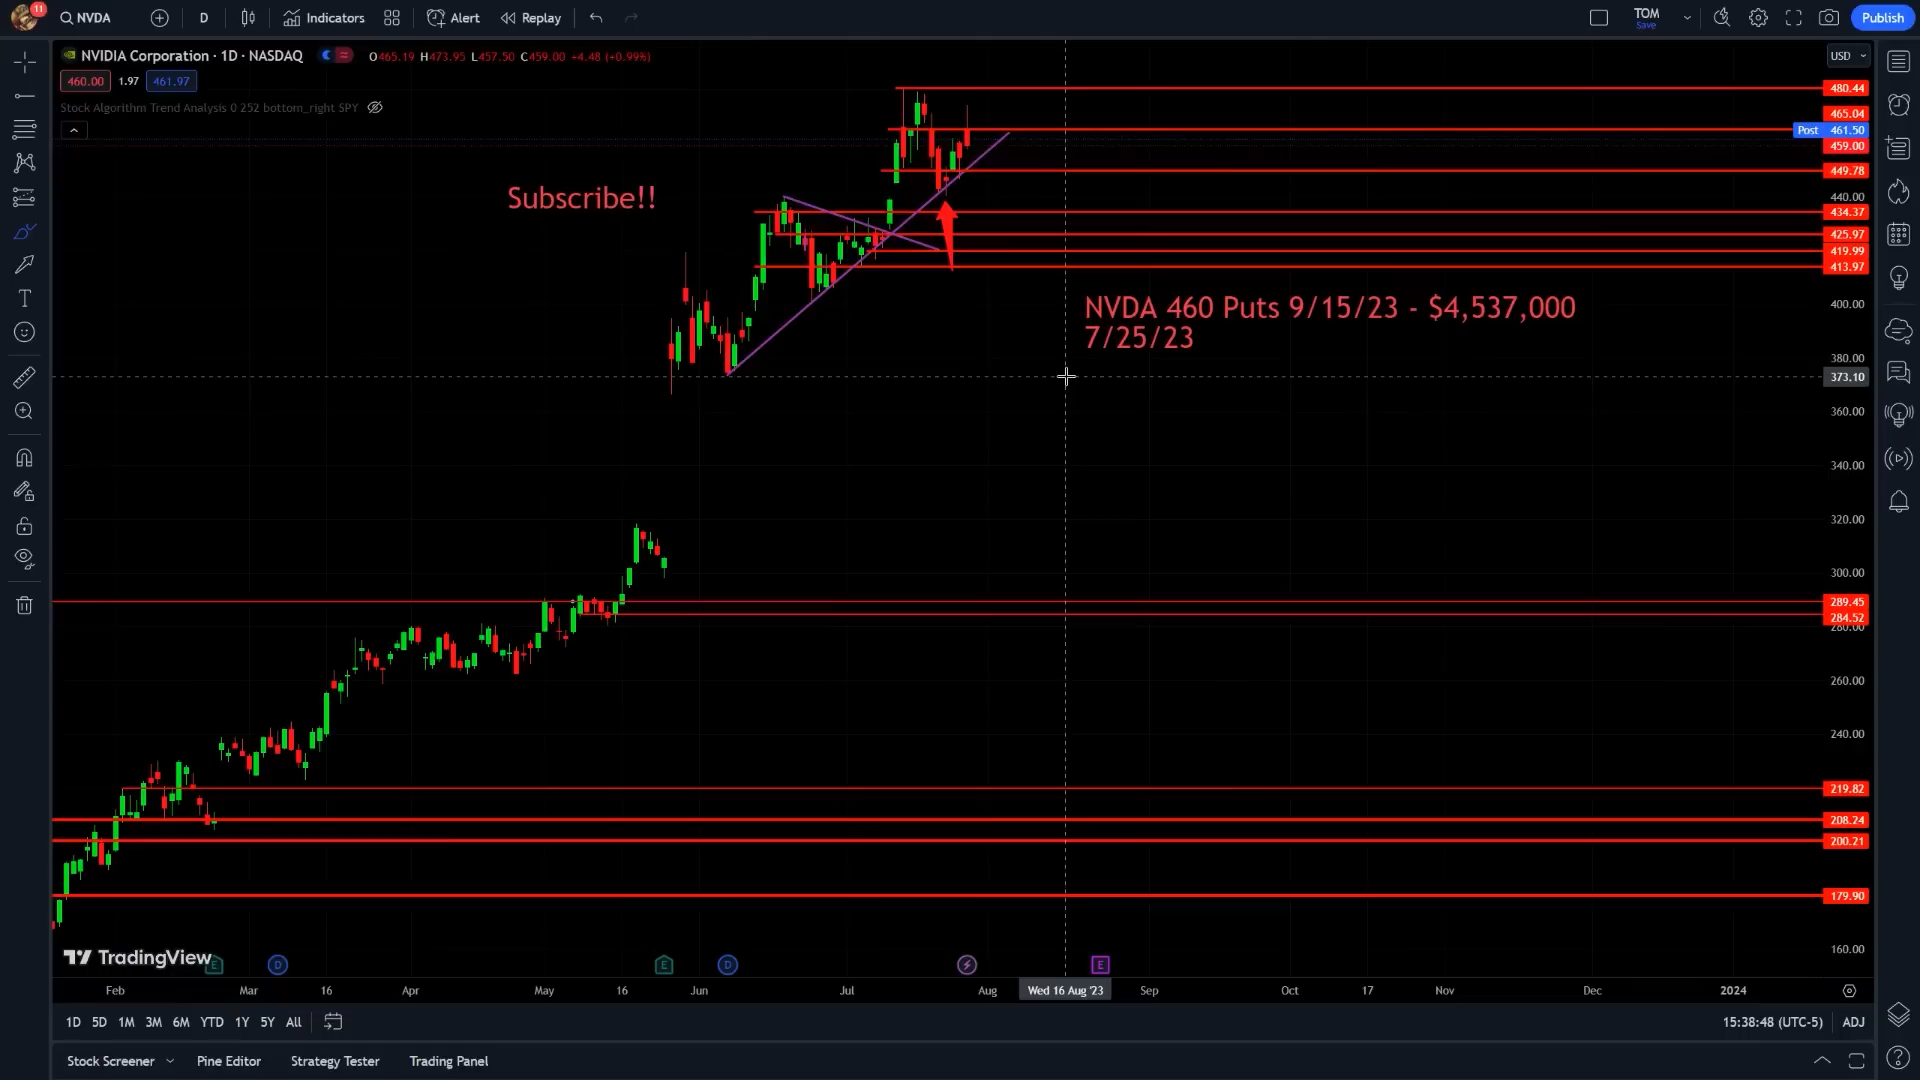 11
NVDA
D
Indicators
Alert
Replay
TOM
Save
Publish
NVIDIA Corporation · 1D · NASDAQ
O465.19 H473.95 L457.50 C459.00 +4.48 (+0.99%)
USD
460.00 1.97 461.97
Stock Algorithm Trend Analysis 0 252 bottom_right SPY
480.44
465.04
Post 461.50
459.00
449.78
440.00
434.37
425.97
419.99
413.97
400.00
380.00
373.10
360.00
340.00
320.00
300.00
289.45
284.52
280.00
260.00
240.00
219.82
208.24
200.21
179.90
160.00
Subscribe!!
NVDA 460 Puts 9/15/23 - $4,537,000
7/25/23
TradingView
E
D
E
D
E
Feb Mar 16 Apr May 16 Jun Jul Aug Wed 16 Aug '23 Sep Oct 17 Nov Dec 2024
1D 5D 1M 3M 6M YTD 1Y 5Y All
15:38:48 (UTC-5) ADJ
Stock Screener Pine Editor Strategy Tester Trading Panel